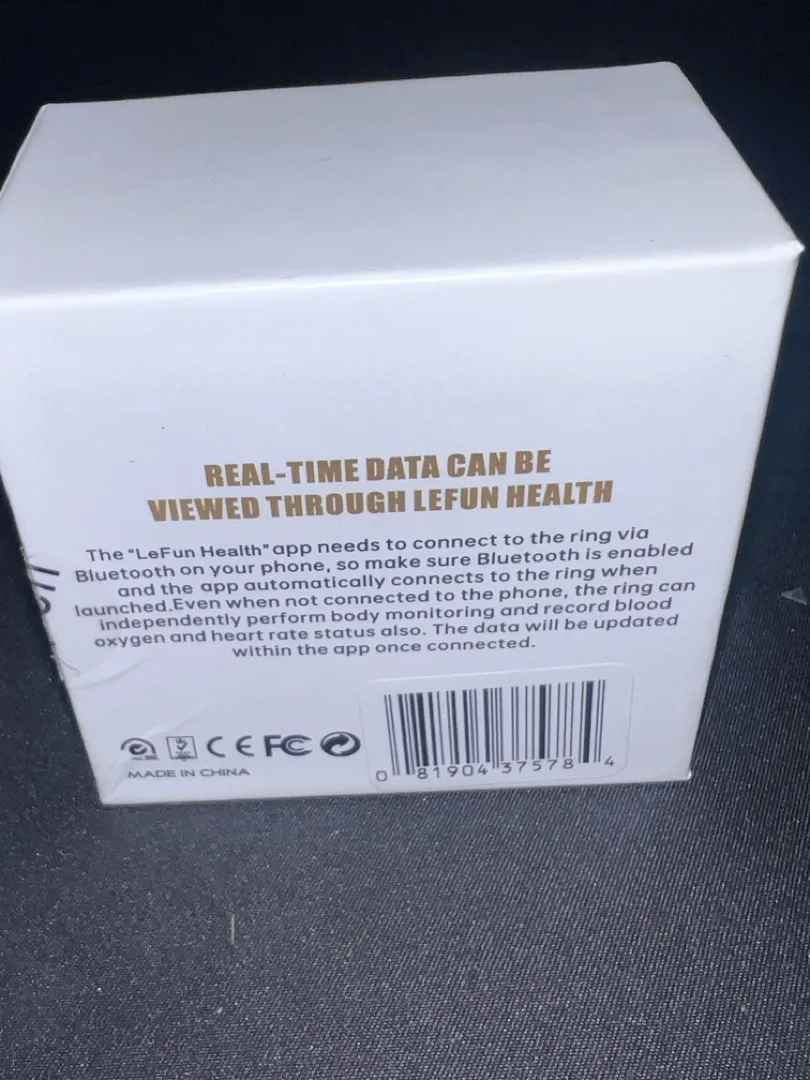 REAL-TIME DATA CAN BE
VIEWED THROUGH LEFUN HEALTH
The "LeFun Health" app needs to connect to the ring via
Bluetooth on your phone, so make sure Bluetooth is enabled
and the app automatically connects to the ring when
launched.Even when not connected to the phone, the ring can
independently perform body monitoring and record blood
oxygen and heart rate status also. The data will be updated
within the app once connected.
CE FC
MADE IN CHINA
0 81904 37578 4